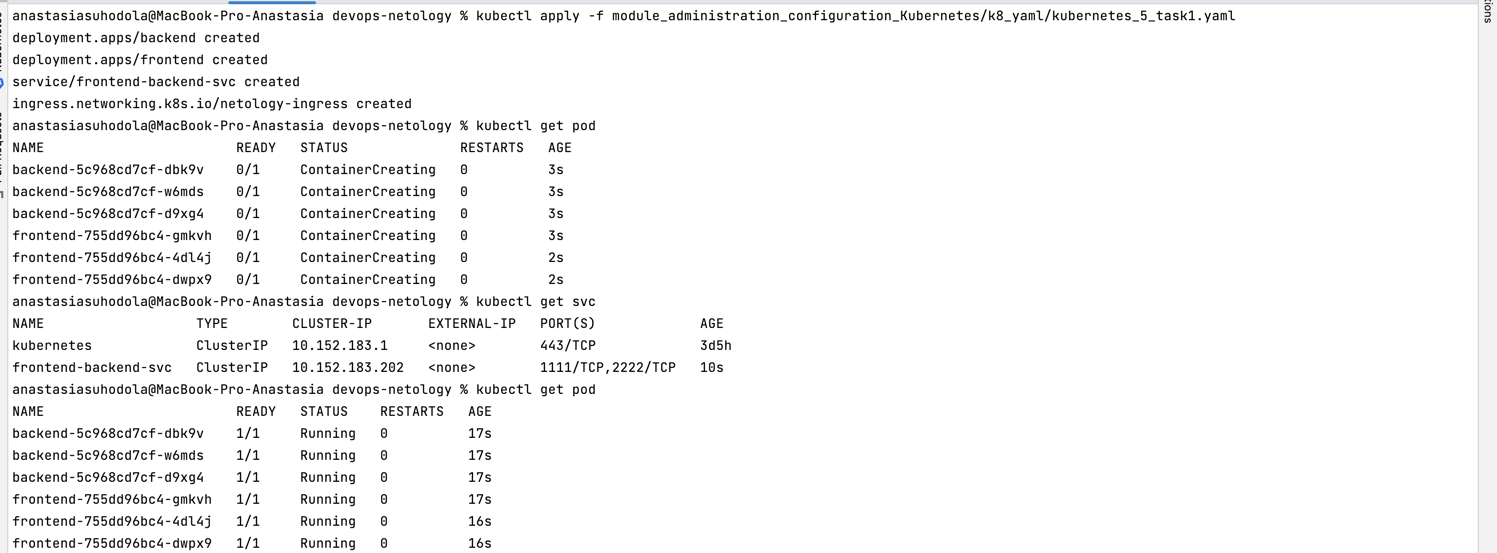 anastasiasuhodola@MacBook-Pro-Anastasia devops-netology % kubectl apply -f module_administration_configuration_Kubernetes/k8_yaml/kubernetes_5_task1.yaml
deployment.apps/backend created
deployment.apps/frontend created
service/frontend-backend-svc created
ingress.networking.k8s.io/netology-ingress created
anastasiasuhodola@MacBook-Pro-Anastasia devops-netology % kubectl get pod
NAME                        READY   STATUS              RESTARTS   AGE
backend-5c968cd7cf-dbk9v    0/1     ContainerCreating   0          3s
backend-5c968cd7cf-w6mds    0/1     ContainerCreating   0          3s
backend-5c968cd7cf-d9xg4    0/1     ContainerCreating   0          3s
frontend-755dd96bc4-gmkvh   0/1     ContainerCreating   0          3s
frontend-755dd96bc4-4dl4j   0/1     ContainerCreating   0          2s
frontend-755dd96bc4-dwpx9   0/1     ContainerCreating   0          2s
anastasiasuhodola@MacBook-Pro-Anastasia devops-netology % kubectl get svc
NAME                   TYPE        CLUSTER-IP       EXTERNAL-IP   PORT(S)             AGE
kubernetes             ClusterIP   10.152.183.1     <none>        443/TCP             3d5h
frontend-backend-svc   ClusterIP   10.152.183.202   <none>        1111/TCP,2222/TCP   10s
anastasiasuhodola@MacBook-Pro-Anastasia devops-netology % kubectl get pod
NAME                        READY   STATUS    RESTARTS   AGE
backend-5c968cd7cf-dbk9v    1/1     Running   0          17s
backend-5c968cd7cf-w6mds    1/1     Running   0          17s
backend-5c968cd7cf-d9xg4    1/1     Running   0          17s
frontend-755dd96bc4-gmkvh   1/1     Running   0          17s
frontend-755dd96bc4-4dl4j   1/1     Running   0          16s
frontend-755dd96bc4-dwpx9   1/1     Running   0          16s